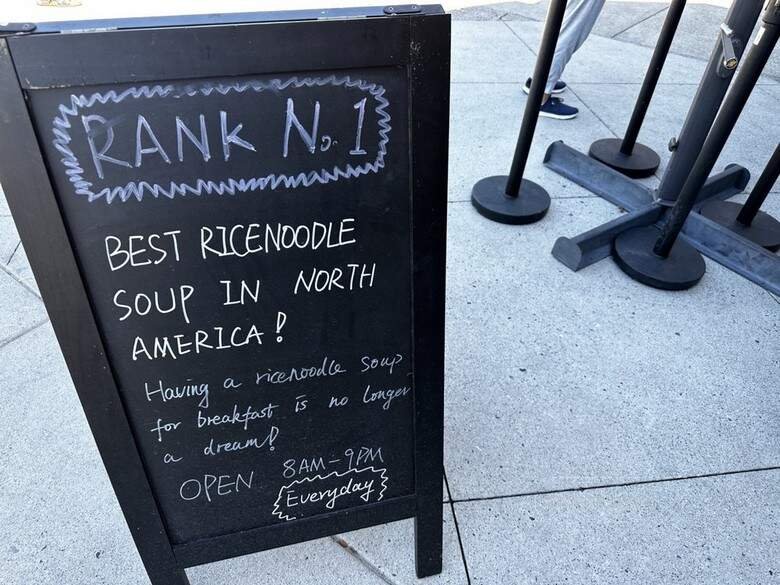 RANK No.1
BEST RICENOODLE
SOUP IN NORTH
AMERICA!
Having a ricenoodle soup
for breakfast is no longer
a dream!
OPEN 8AM-9PM
Everyday